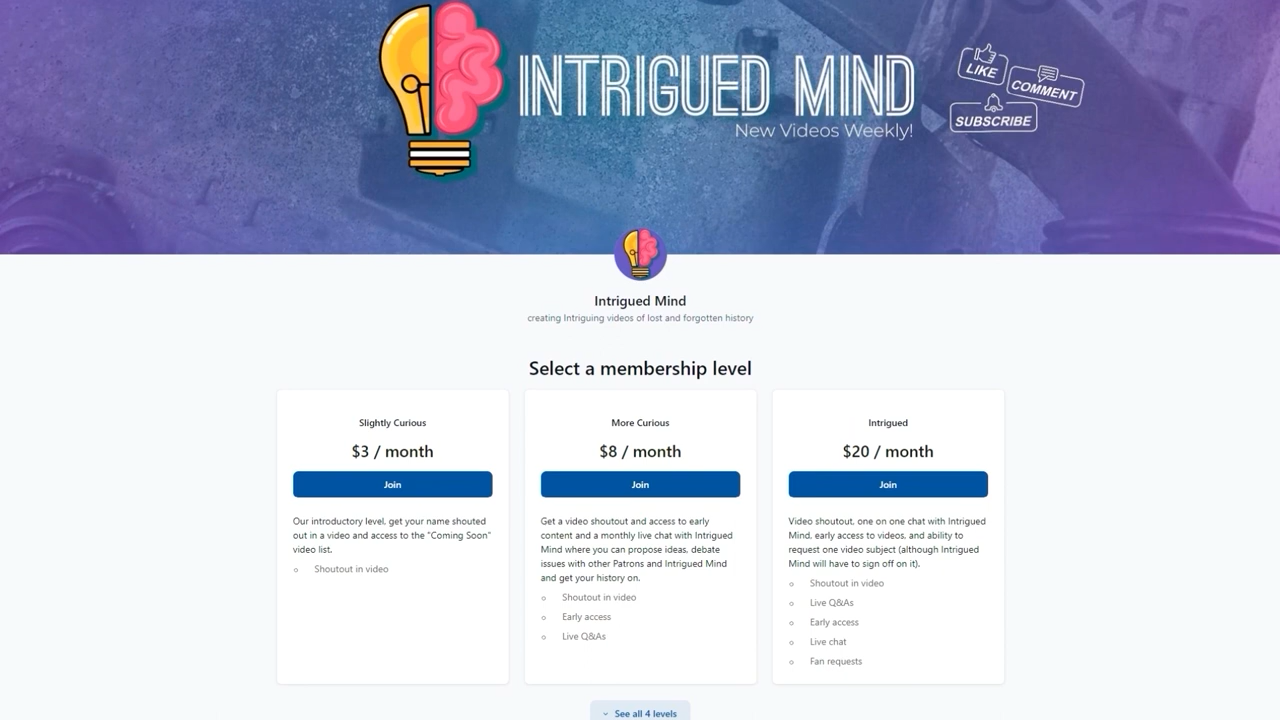 INTRIGUED MIND
New Videos Weekly!
LIKE
COMMENT
SUBSCRIBE
Intrigued Mind
creating Intriguing videos of lost and forgotten history
Select a membership level
Slightly Curious
$3 / month
Join
Our introductory level, get your name shouted
out in a video and access to the "Coming Soon"
video list.
Shoutout in video
More Curious
$8 / month
Join
Get a video shoutout and access to early
content and a monthly live chat with Intrigued
Mind where you can propose ideas, debate
issues with other Patrons and Intrigued Mind
and get your history on.
Shoutout in video
Early access
Live Q&As
Intrigued
$20 / month
Join
Video shoutout, one on one chat with Intrigued
Mind, early access to videos, and ability to
request one video subject (although Intrigued
Mind will have to sign off on it).
Shoutout in video
Live Q&As
Early access
Live chat
Fan requests
See all 4 levels